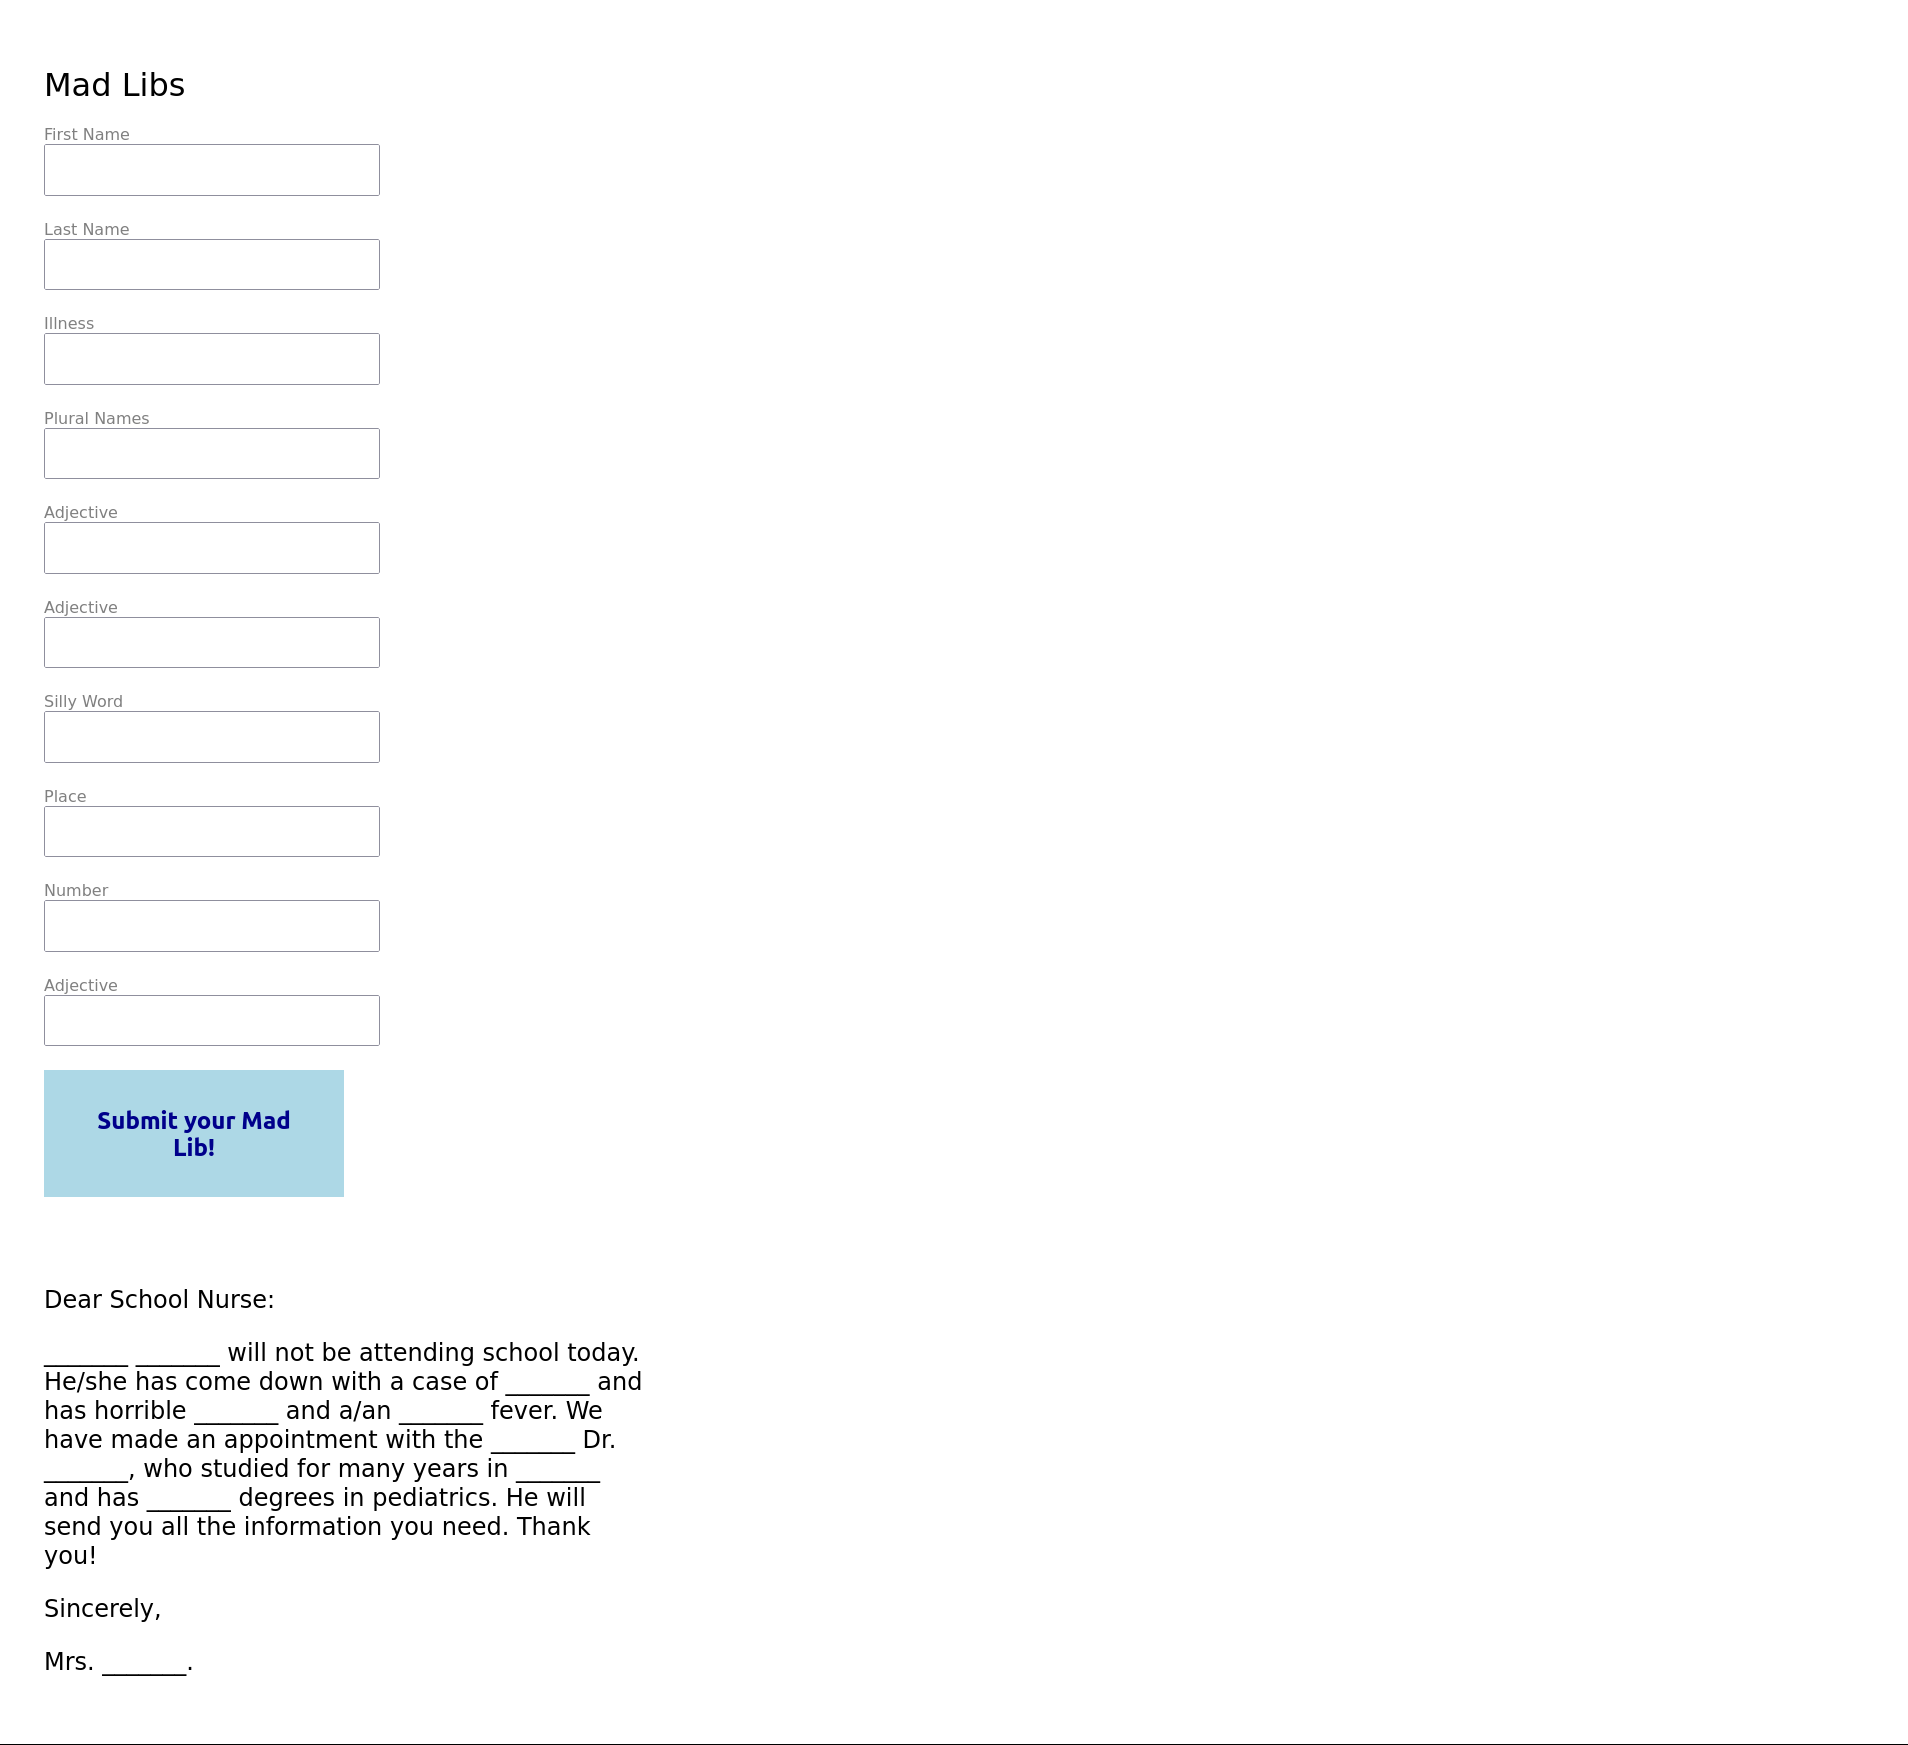 Mad Libs
First Name
Last Name
Illness
Plural Names
Adjective
Adjective
Silly Word
Place
Number
Adjective
Submit your Mad
Lib!
Dear School Nurse:
_______ _______ will not be attending school today.
He/she has come down with a case of _______ and
has horrible _______ and a/an _______ fever. We
have made an appointment with the _______ Dr.
_______, who studied for many years in _______
and has _______ degrees in pediatrics. He will
send you all the information you need. Thank
you!
Sincerely,
Mrs. _______.